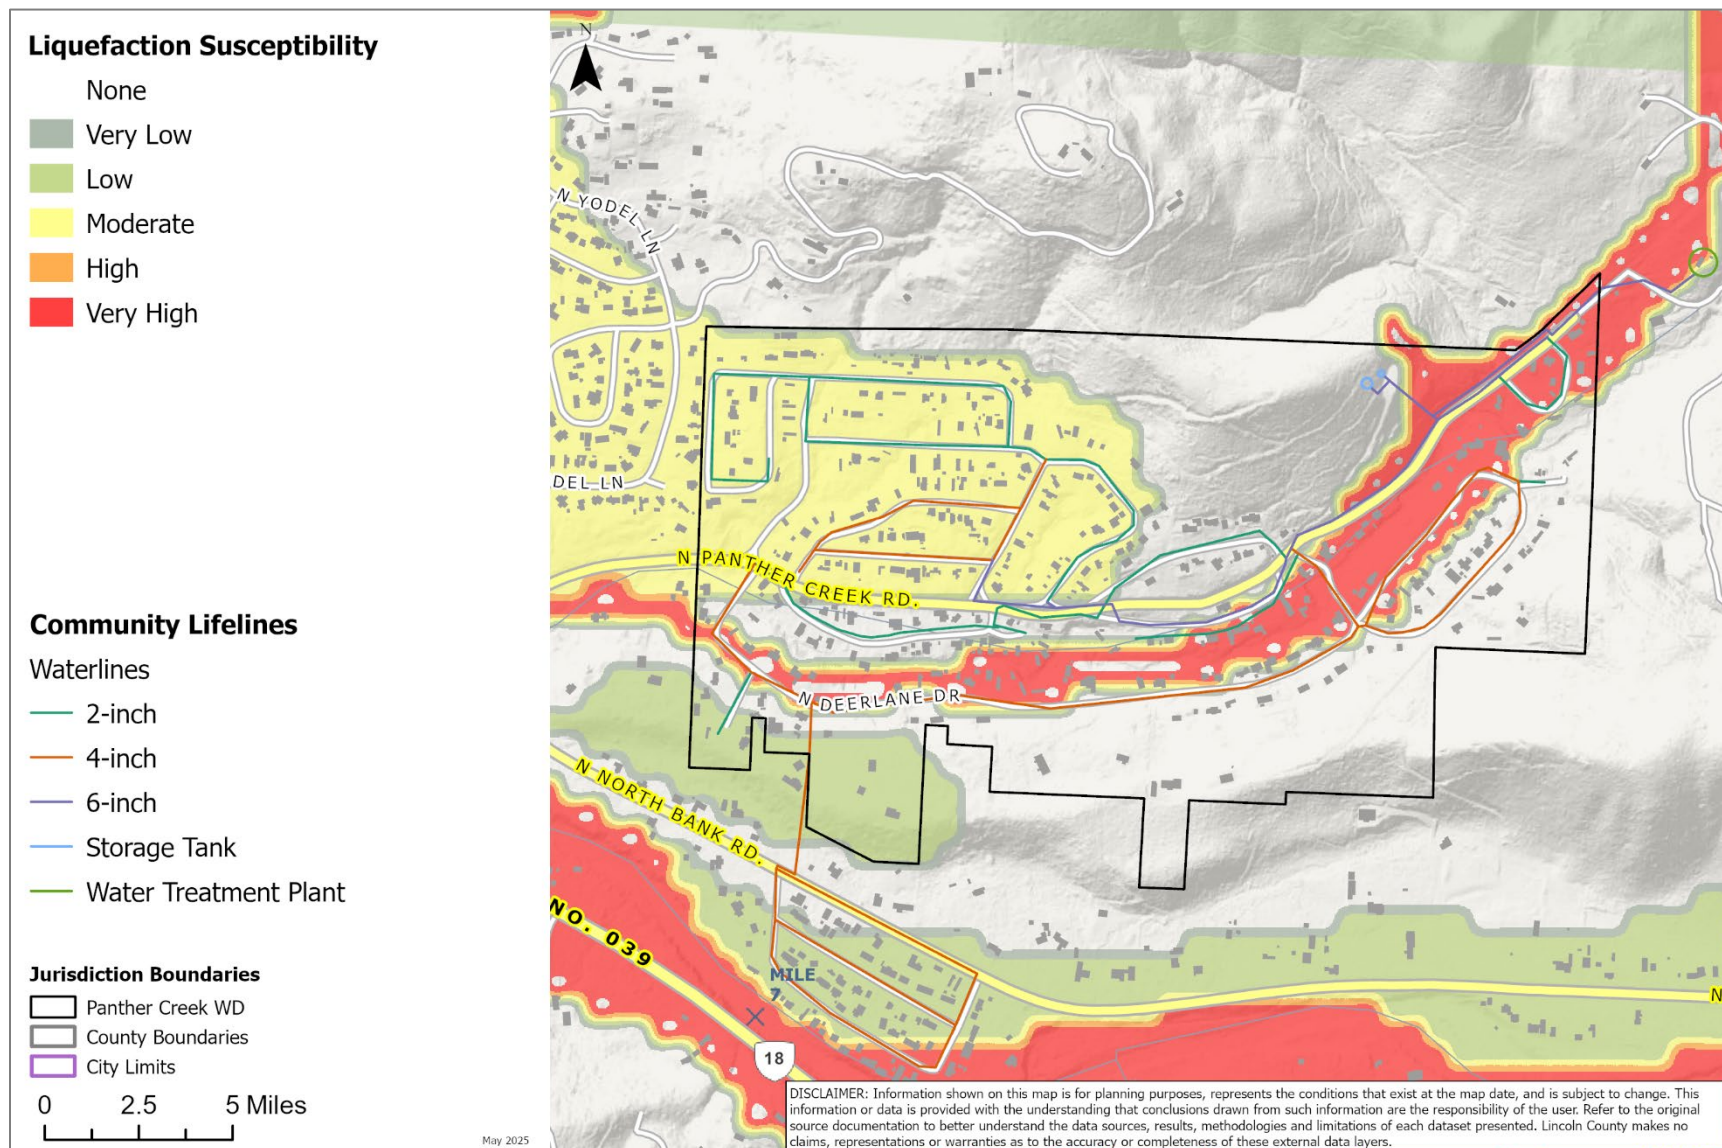 Liquefaction Susceptibility
None
Very Low
Low
Moderate
High
Very High
Community Lifelines
Waterlines
2-inch
4-inch
6-inch
Storage Tank
Water Treatment Plant
Jurisdiction Boundaries
Panther Creek WD
County Boundaries
City Limits
0 2.5 5 Miles
May 2025
N
N YODEL LN
DEL LN
N PANTHER CREEK RD.
N DEERLANE DR
N NORTH BANK RD.
NO. 039
MILE
7
18
N
DISCLAIMER: Information shown on this map is for planning purposes, represents the conditions that exist at the map date, and is subject to change. This
information or data is provided with the understanding that conclusions drawn from such information are the responsibility of the user. Refer to the original
source documentation to better understand the data sources, results, methodologies and limitations of each dataset presented. Lincoln County makes no
claims, representations or warranties as to the accuracy or completeness of these external data layers.